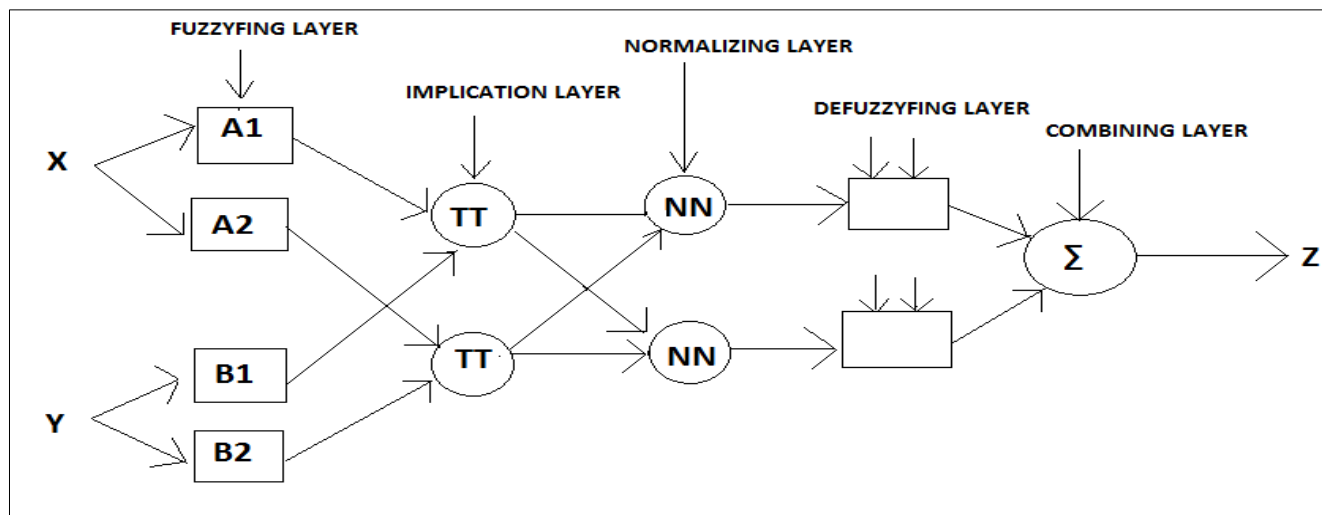 FUZZYFING LAYER
NORMALIZING LAYER
IMPLICATION LAYER
DEFUZZYFING LAYER
COMBINING LAYER
X
A1
A2
TT
NN
Σ
Z
B1
B2
TT
NN
Y